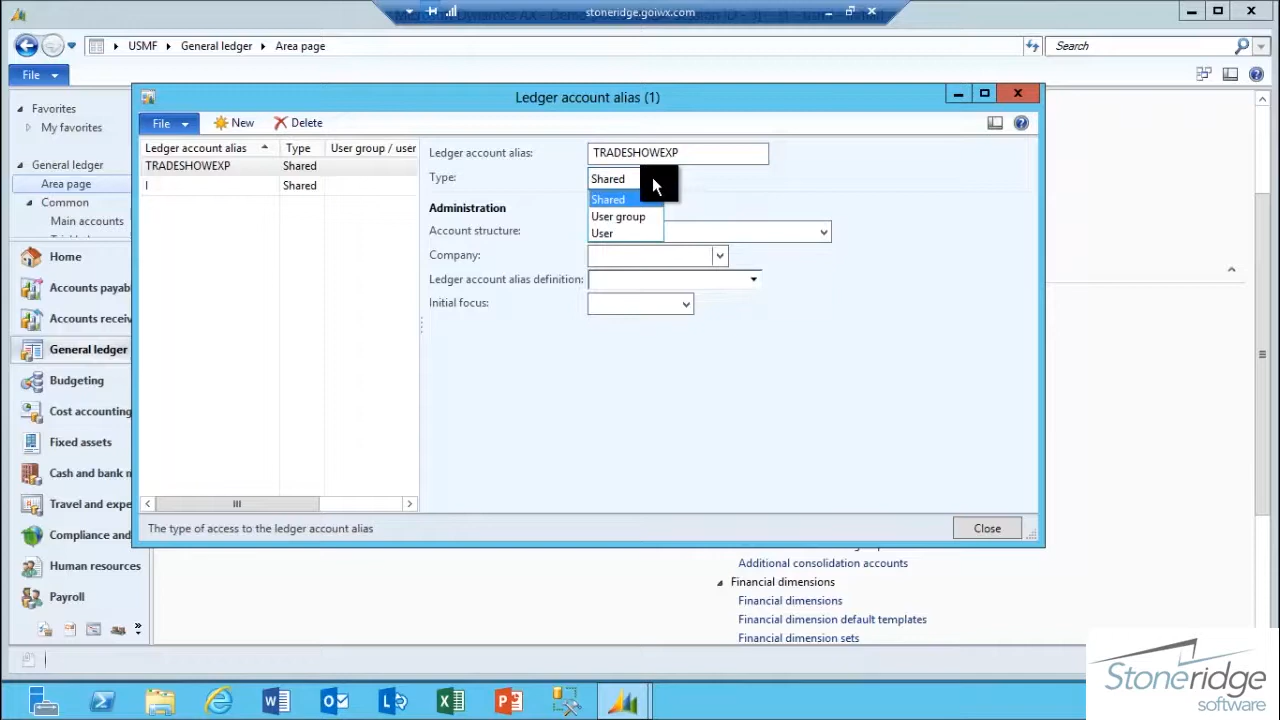 stoneridge.goiwx.com
USMF General ledger Area page
Search
File
Favorites
My favorites
General ledger
Area page
Common
Main accounts
Home
Accounts payab
Accounts recei
General ledger
Budgeting
Cost accounting
Fixed assets
Cash and bank n
Travel and expe
Compliance and
Human resources
Payroll
Ledger account alias (1)
File New Delete
Ledger account alias Type User group / user
TRADESHOWEXP Shared
I Shared
Ledger account alias: TRADESHOWEXP
Type: Shared
Shared
User group
User
Administration
Account structure:
Company:
Ledger account alias definition:
Initial focus:
The type of access to the ledger account alias
Close
Additional consolidation accounts
Financial dimensions
Financial dimensions
Financial dimension default templates
Financial dimension sets
Stoneridge
software